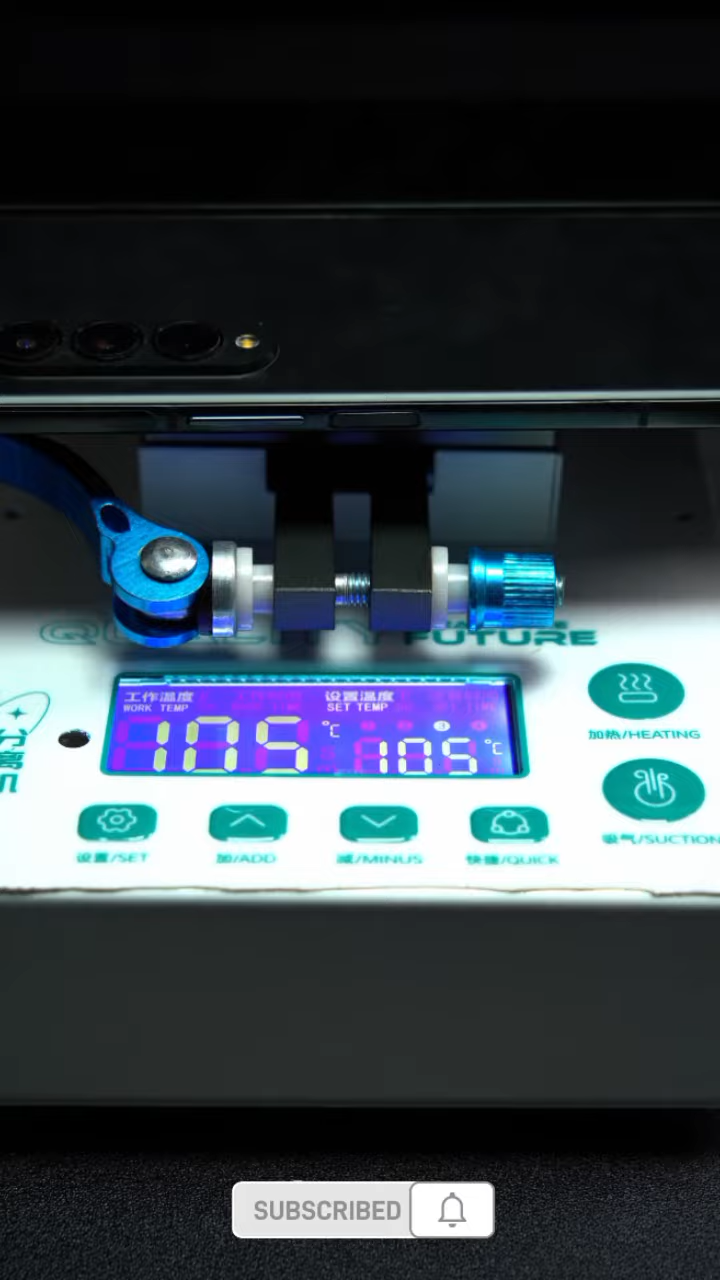 QUALITY FUTURE
工作温度 设置温度
WORK TEMP SET TEMP
105 °C 105 °C
加热/HEATING
吸气/SUCTION
设置/SET 加/ADD 减/MINUS 快捷/QUICK
SUBSCRIBED